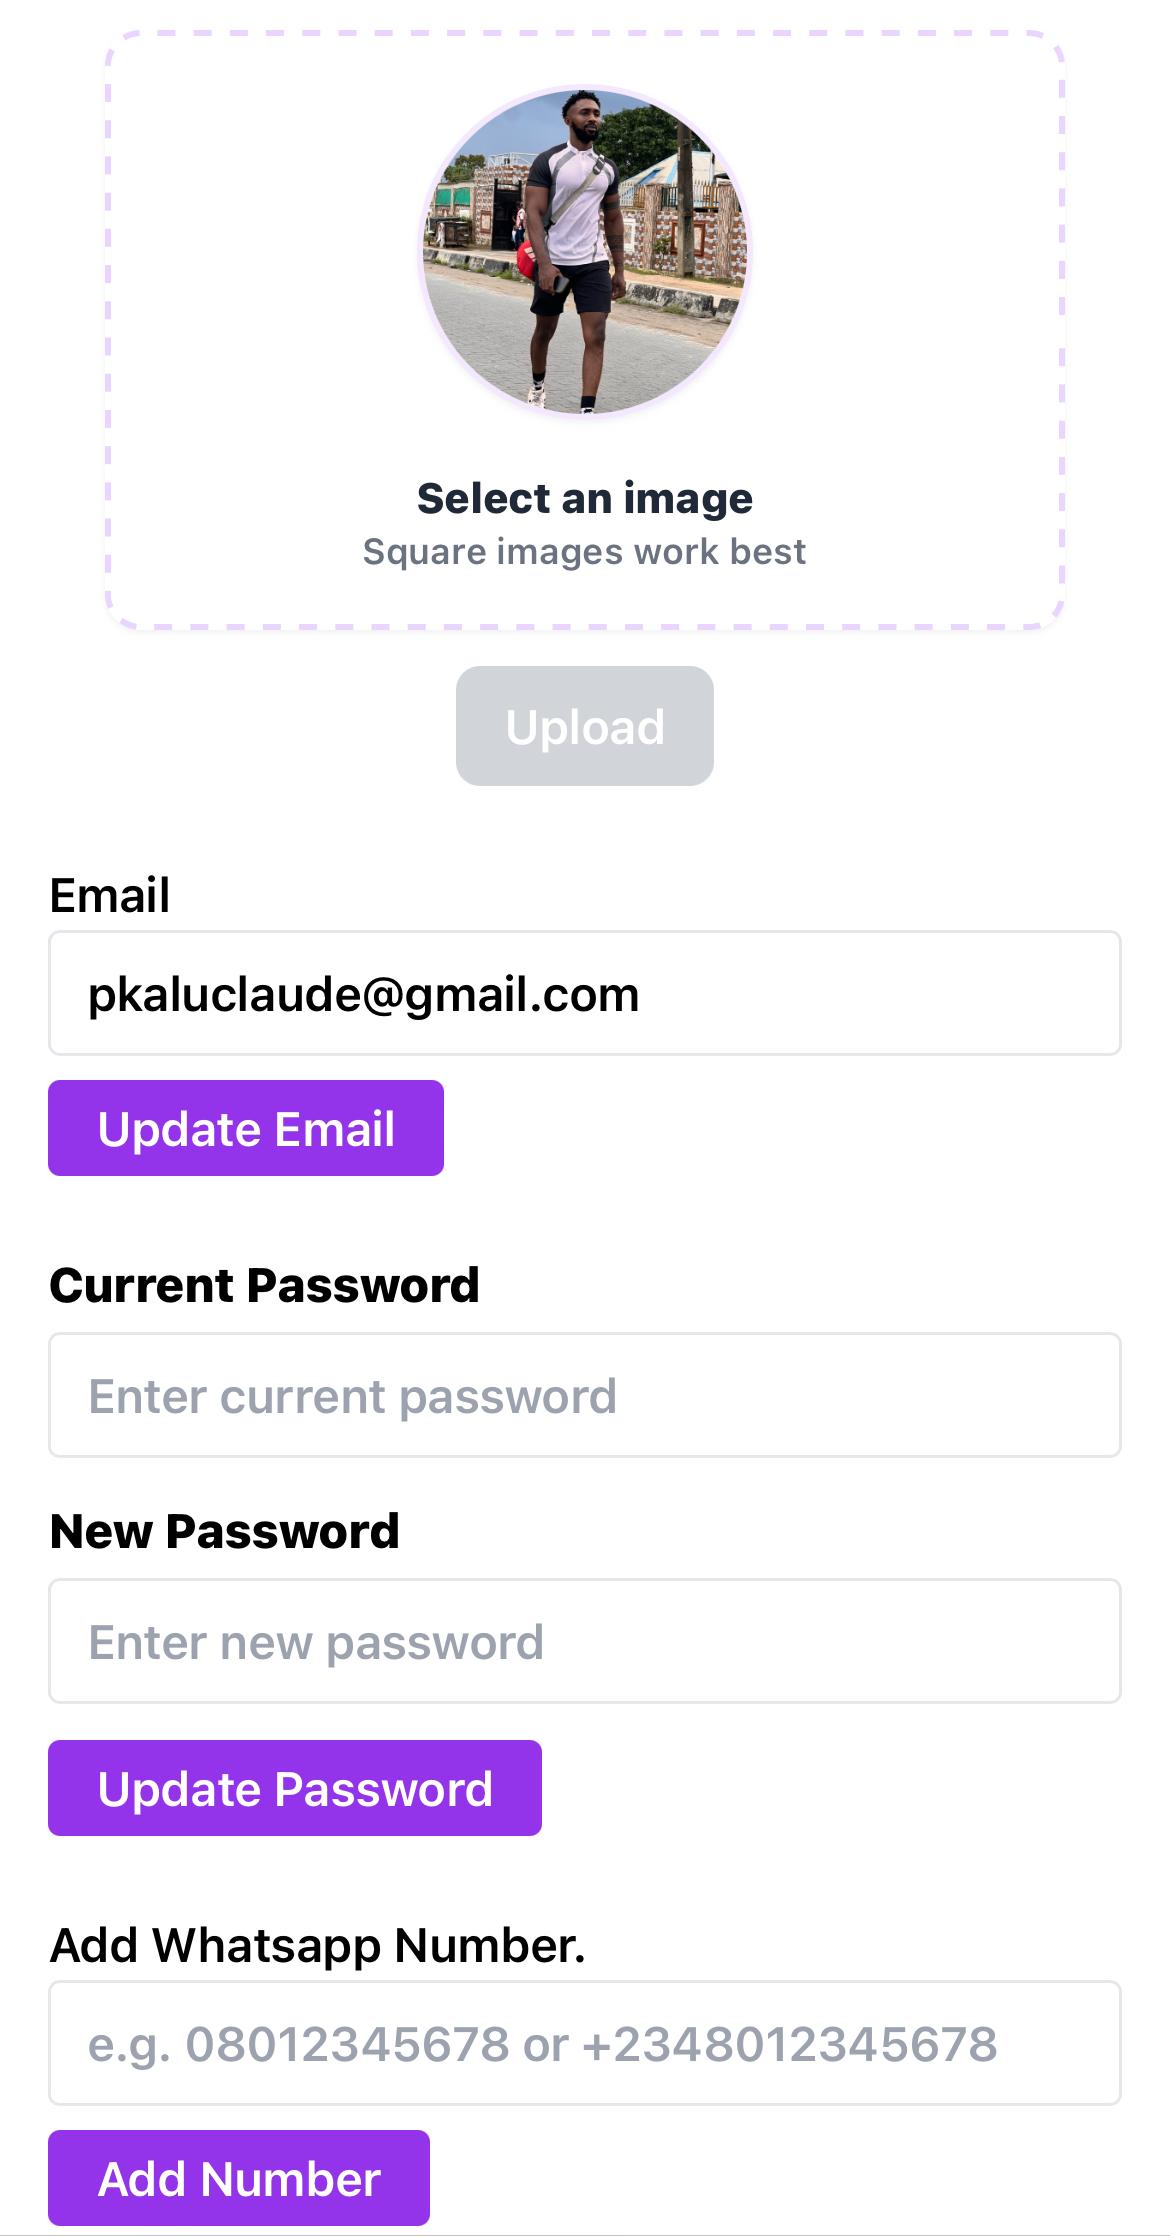 Select an image
Square images work best
Upload
Email
pkaluclaude@gmail.com
Update Email
Current Password
Enter current password
New Password
Enter new password
Update Password
Add Whatsapp Number.
e.g. 08012345678 or +2348012345678
Add Number